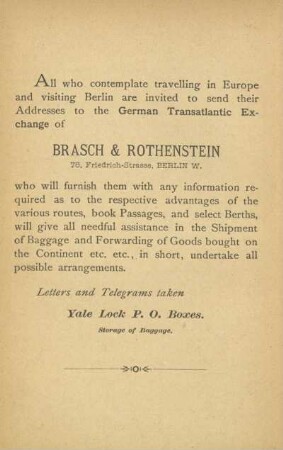 All who contemplate travelling in Europe
and visiting Berlin are invited to send their
Addresses to the German Transatlantic Ex-
change of
BRASCH & ROTHENSTEIN
76. Friedrich-Strasse, BERLIN W.
who will furnish them with any information re-
quired as to the respective advantages of the
various routes, book Passages, and select Berths,
will give all needful assistance in the Shipment
of Baggage and Forwarding of Goods bought on
the Continent etc. etc., in short, undertake all
possible arrangements.
Letters and Telegrams taken
Yale Lock P. O. Boxes.
Storage of Baggage.